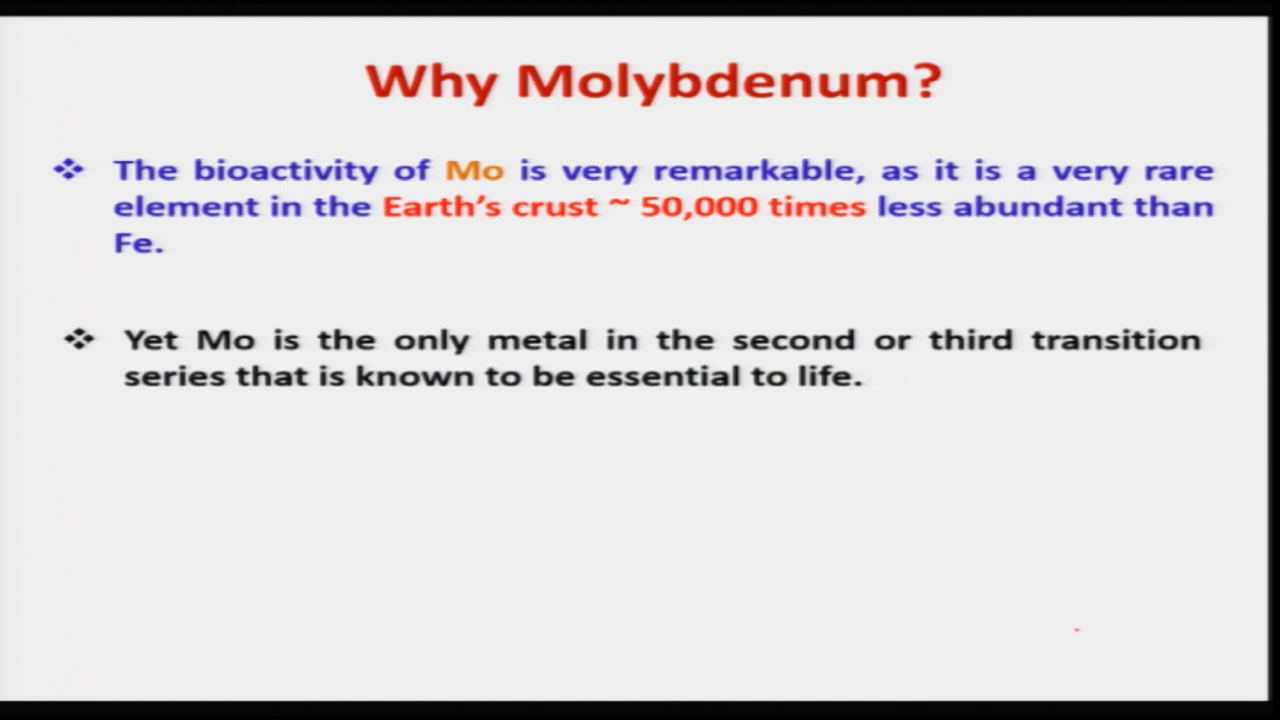 Why Molybdenum?
❖ The bioactivity of Mo is very remarkable, as it is a very rare
element in the Earth's crust ~ 50,000 times less abundant than
Fe.
❖ Yet Mo is the only metal in the second or third transition
series that is known to be essential to life.